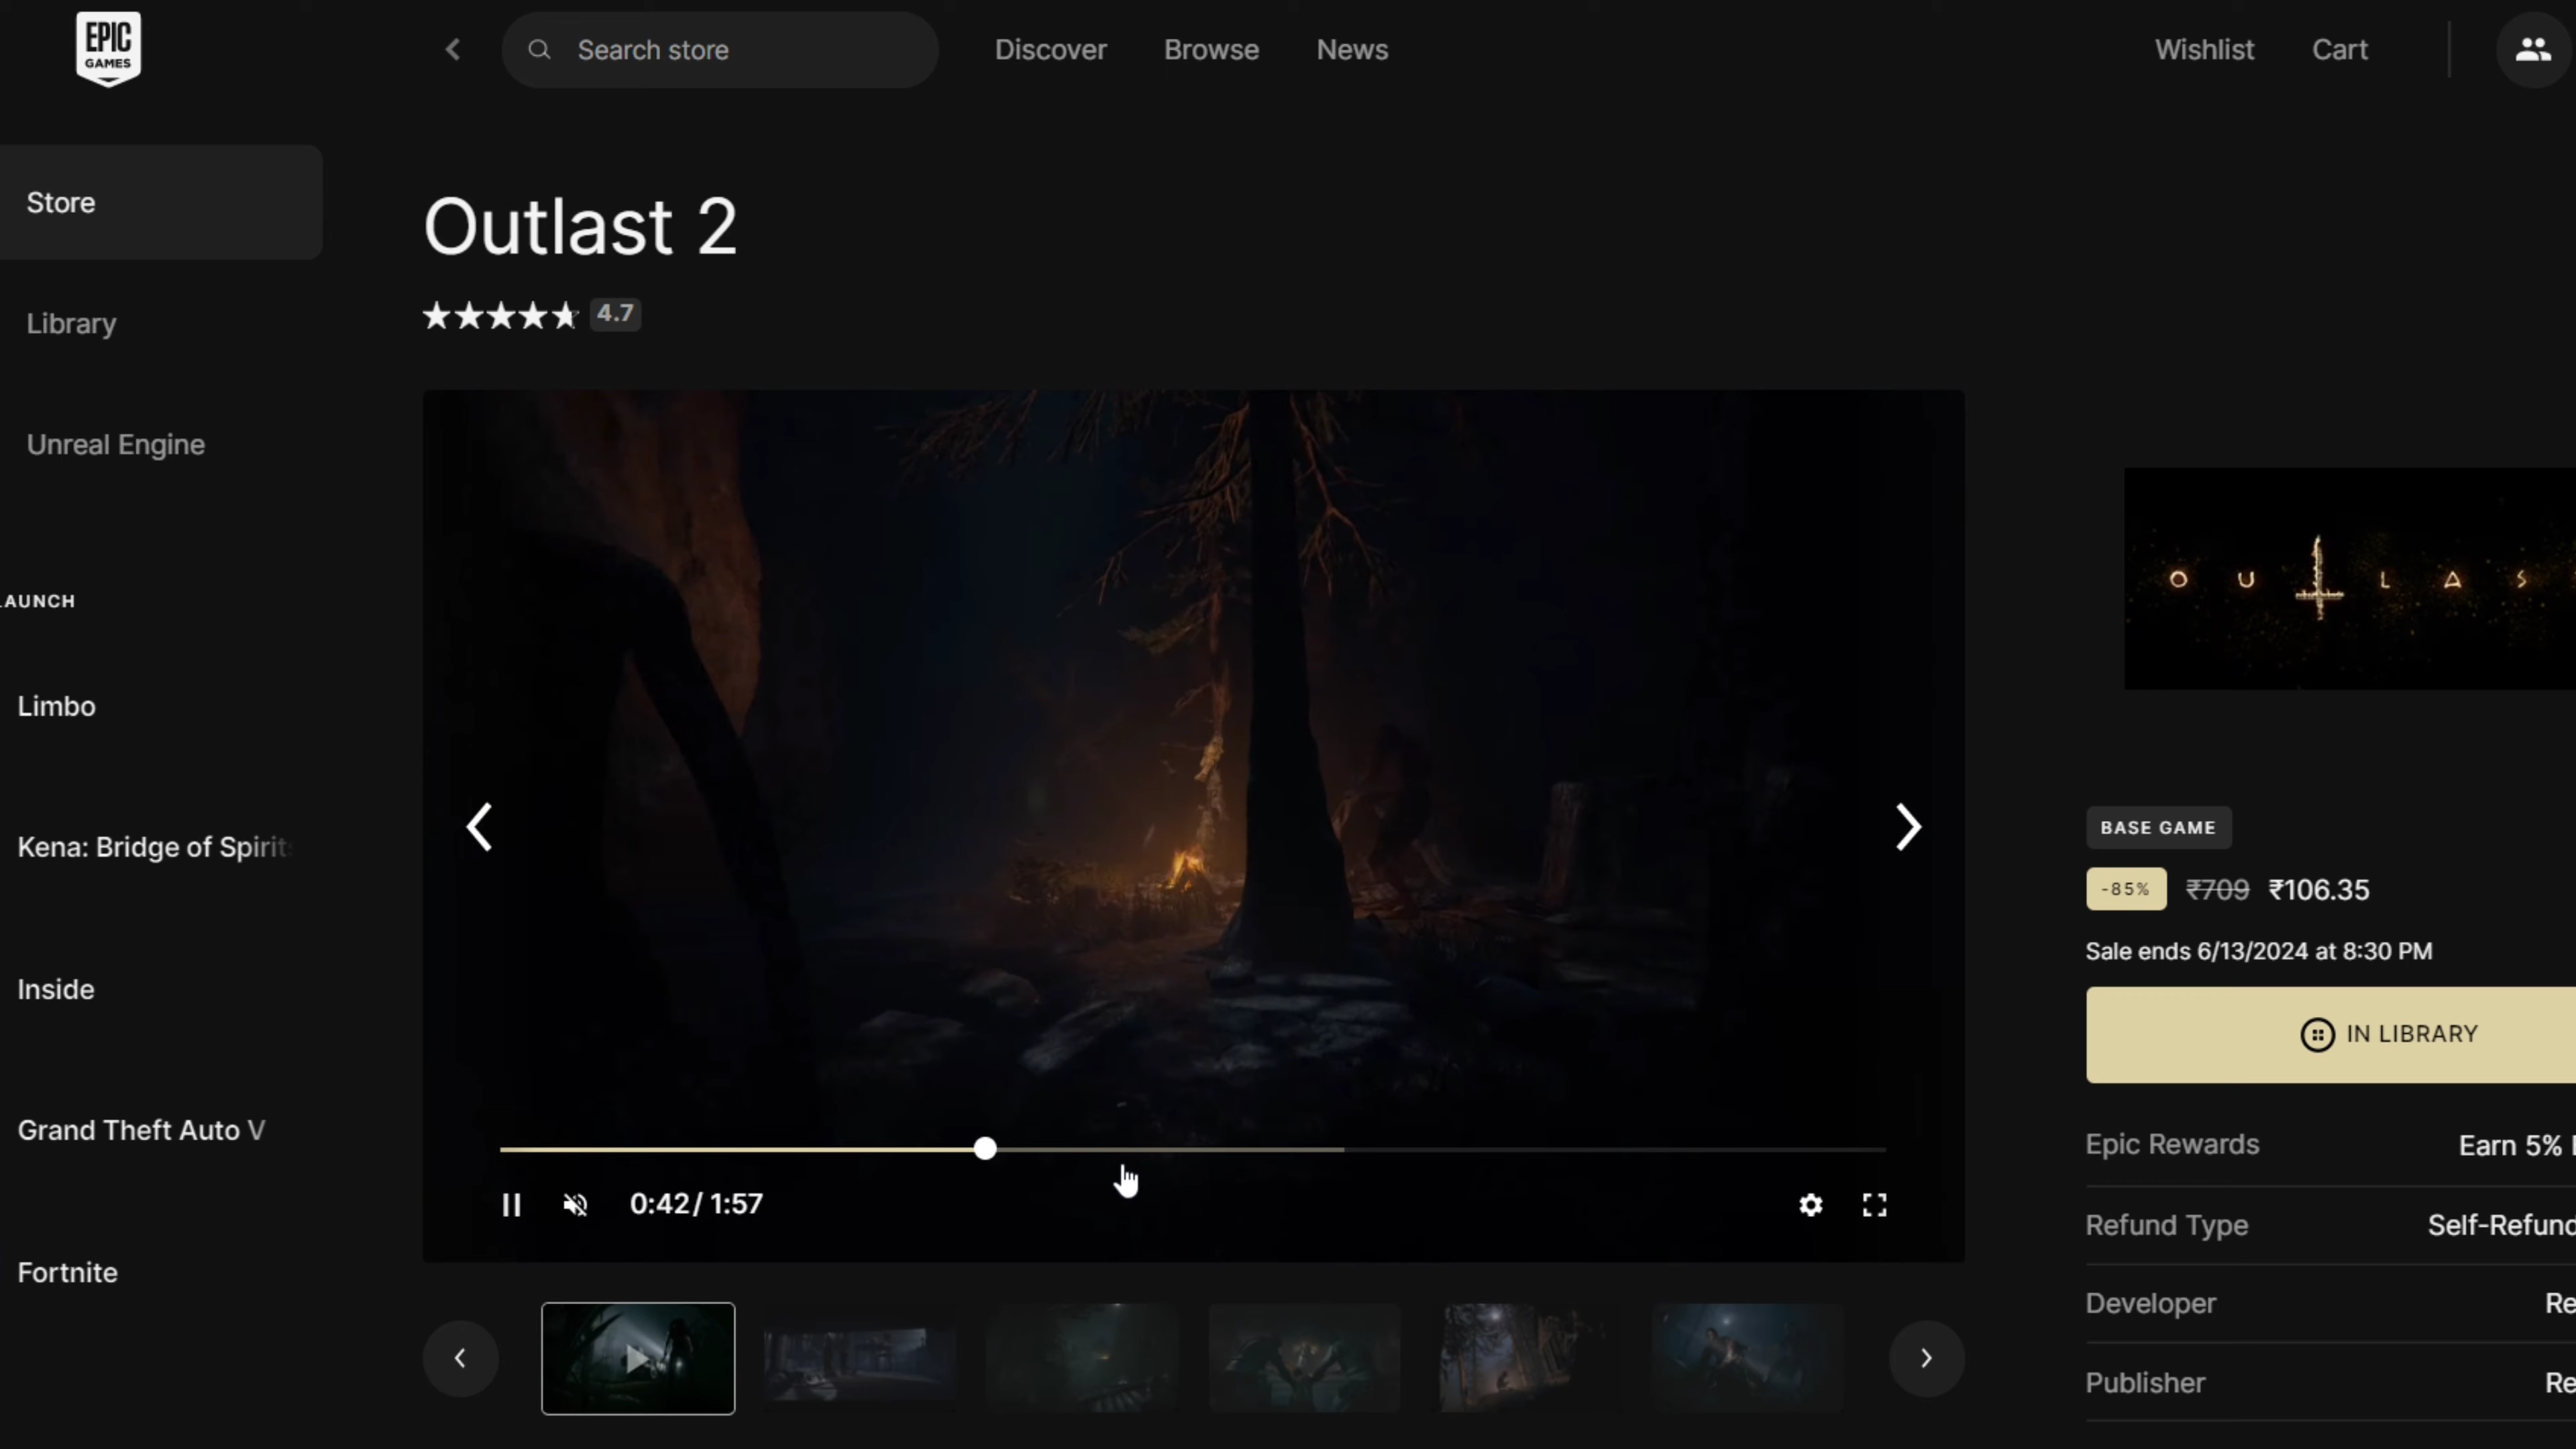 EPIC
GAMES
Search store
Discover
Browse
News
Wishlist
Cart
Store
Library
Unreal Engine
LAUNCH
Limbo
Kena: Bridge of Spirits
Inside
Grand Theft Auto V
Fortnite
Outlast 2
4.7
0:42 / 1:57
O U L A S
BASE GAME
-85% ₹709 ₹106.35
Sale ends 6/13/2024 at 8:30 PM
IN LIBRARY
Epic Rewards Earn 5%
Refund Type Self-Refund
Developer Re
Publisher Re